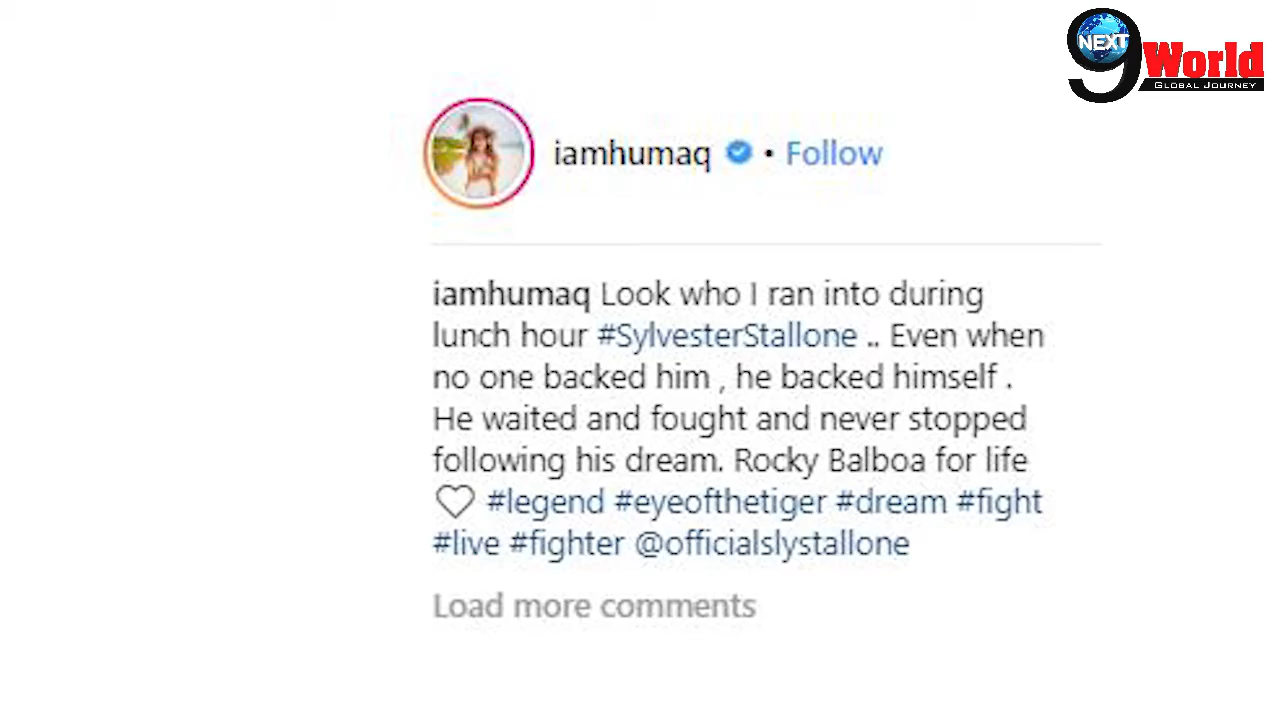 NEXT
9 World
GLOBAL JOURNEY
iamhumaq • Follow
iamhumaq Look who I ran into during
lunch hour #SylvesterStallone .. Even when
no one backed him , he backed himself .
He waited and fought and never stopped
following his dream. Rocky Balboa for life
♡ #legend #eyeofthetiger #dream #fight
#live #fighter @officialslystallone
Load more comments